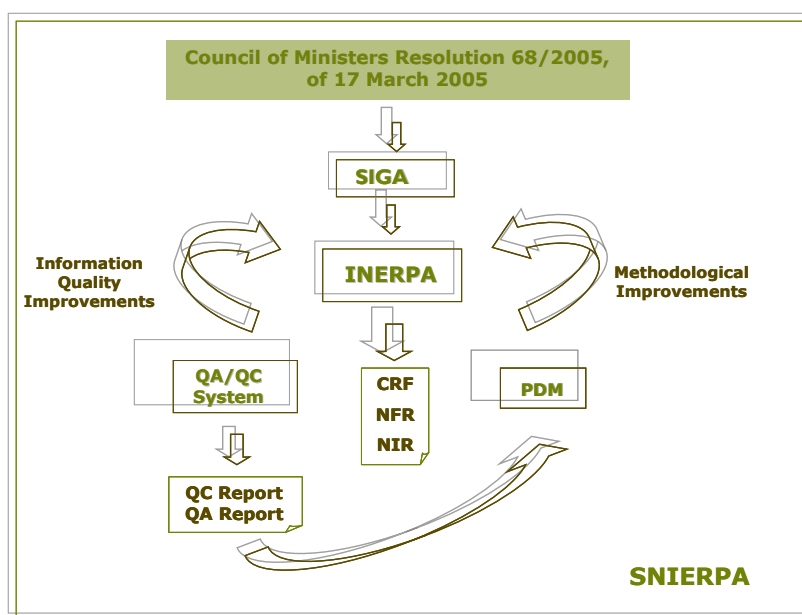 Council of Ministers Resolution 68/2005,
of 17 March 2005
SIGA
INERPA
Information
Quality
Improvements
Methodological
Improvements
QA/QC
System
CRF
NFR
NIR
PDM
QC Report
QA Report
SNIERPA